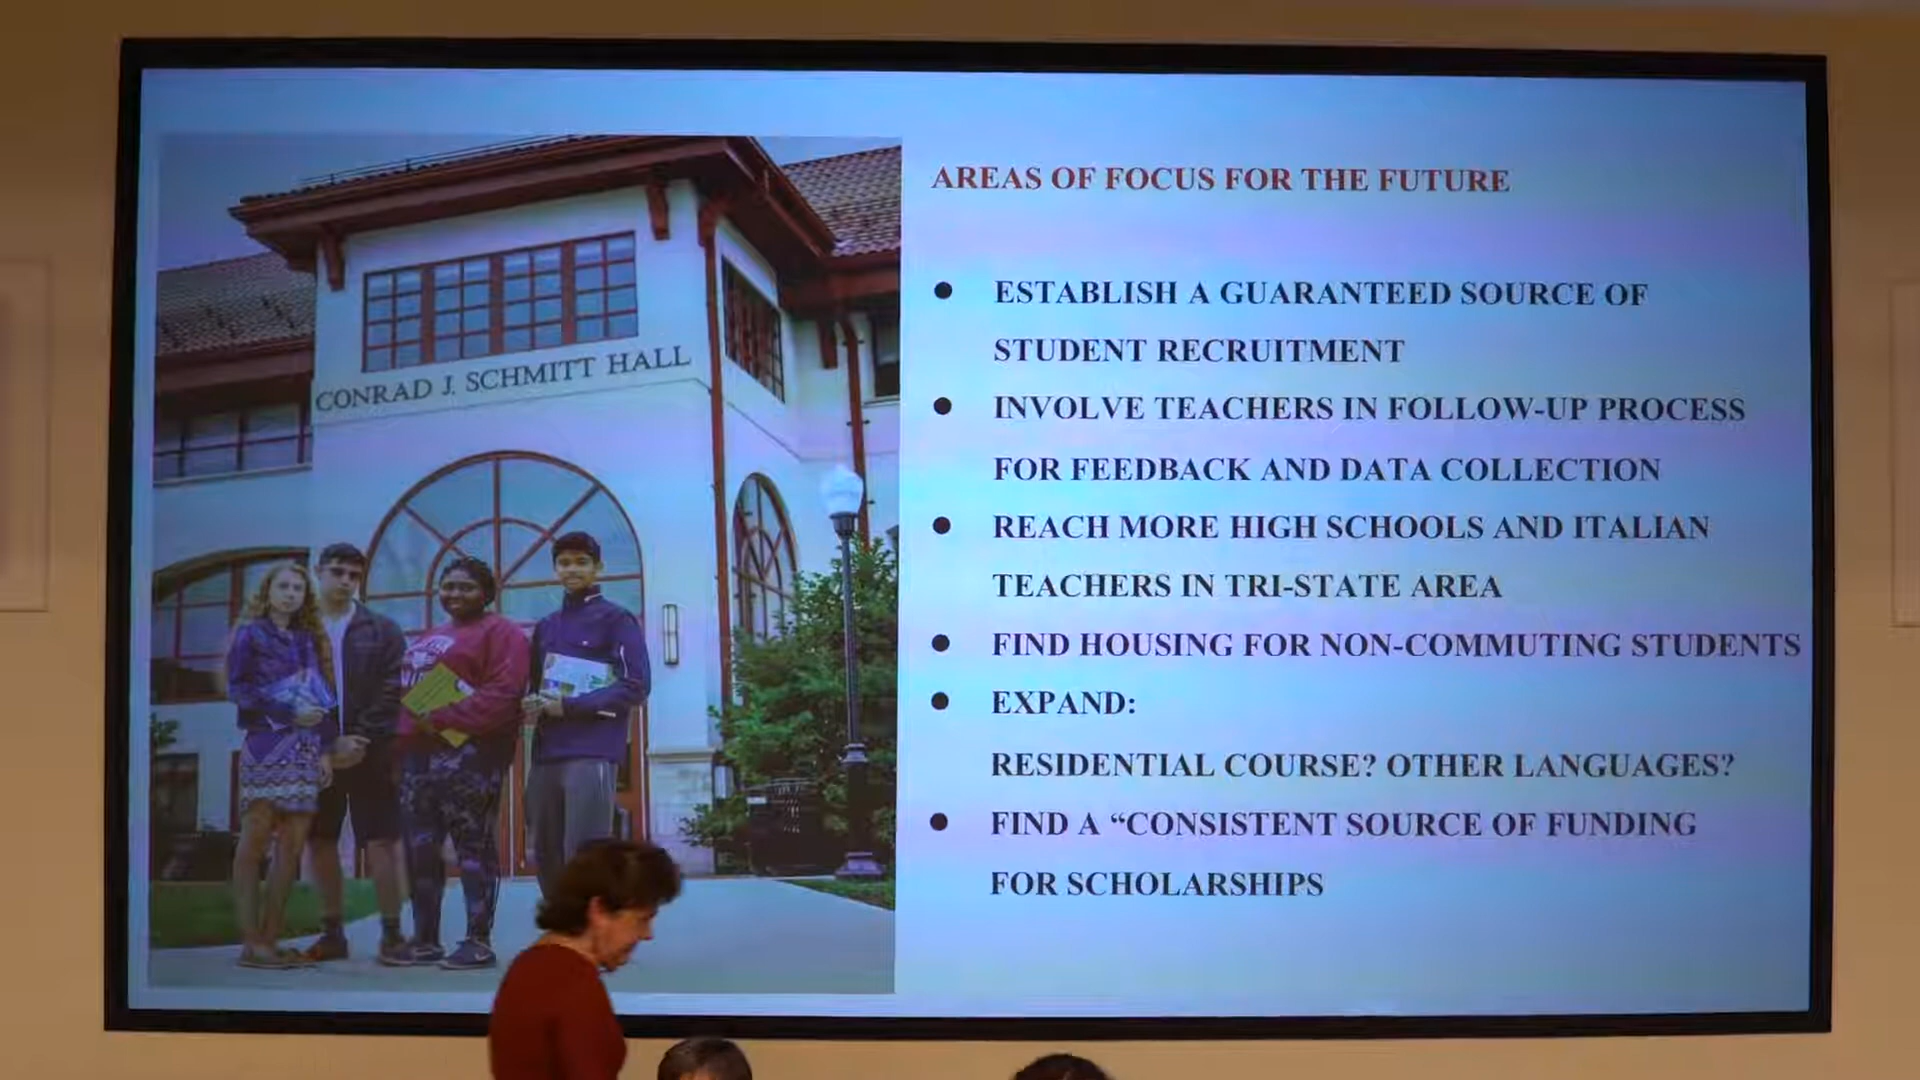 CONRAD J. SCHMITT HALL
AREAS OF FOCUS FOR THE FUTURE
● ESTABLISH A GUARANTEED SOURCE OF
STUDENT RECRUITMENT
● INVOLVE TEACHERS IN FOLLOW-UP PROCESS
FOR FEEDBACK AND DATA COLLECTION
● REACH MORE HIGH SCHOOLS AND ITALIAN
TEACHERS IN TRI-STATE AREA
● FIND HOUSING FOR NON-COMMUTING STUDENTS
● EXPAND:
RESIDENTIAL COURSE? OTHER LANGUAGES?
● FIND A “CONSISTENT SOURCE OF FUNDING
FOR SCHOLARSHIPS